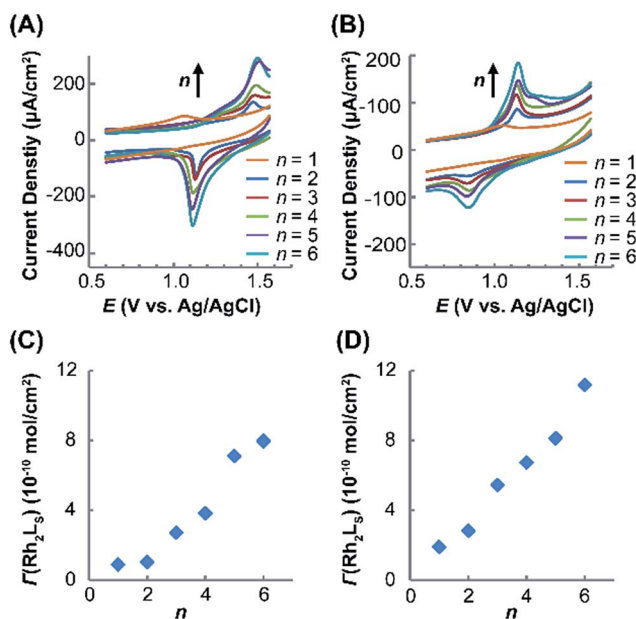 (A)
Current Denstiy (µA/cm²)
200
0
-200
-400
n
n = 1
n = 2
n = 3
n = 4
n = 5
n = 6
0.5
1.0
1.5
E (V vs. Ag/AgCl)
(B)
Current Denstiy (µA/cm²)
200
-100
0
-100
-200
n
n = 1
n = 2
n = 3
n = 4
n = 5
n = 6
0.5
1.0
1.5
E (V vs. Ag/AgCl)
(C)
Γ(Rh₂Lₛ) (10⁻¹⁰ mol/cm²)
12
8
4
0
0
2
4
6
n
(D)
Γ(Rh₂Lₛ) (10⁻¹⁰ mol/cm²)
12
8
4
0
0
2
4
6
n